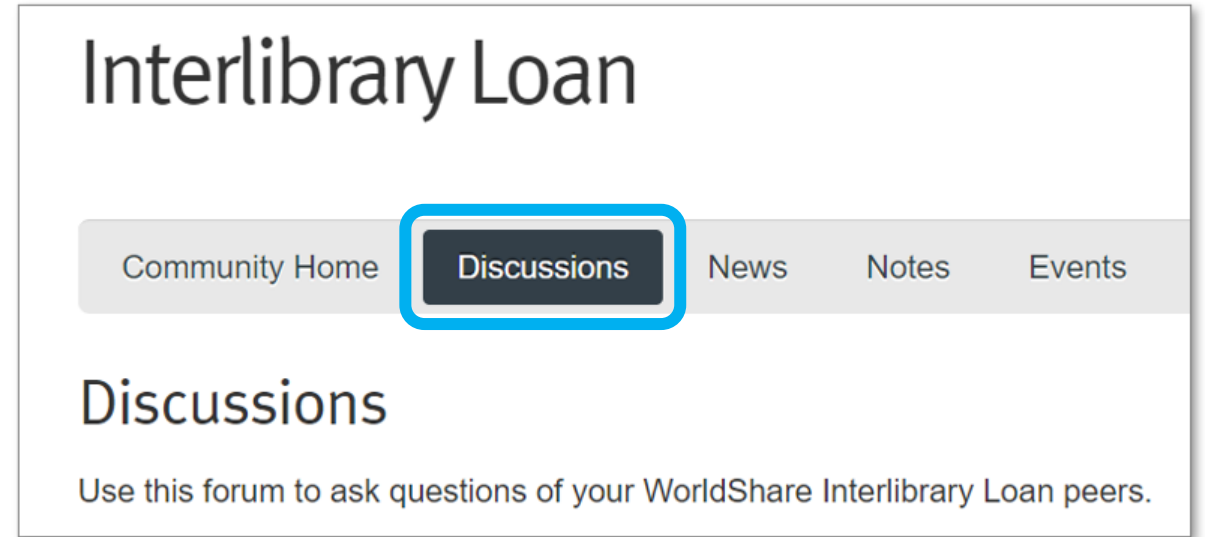 Interlibrary Loan
Community Home Discussions News Notes Events
Discussions
Use this forum to ask questions of your WorldShare Interlibrary Loan peers.